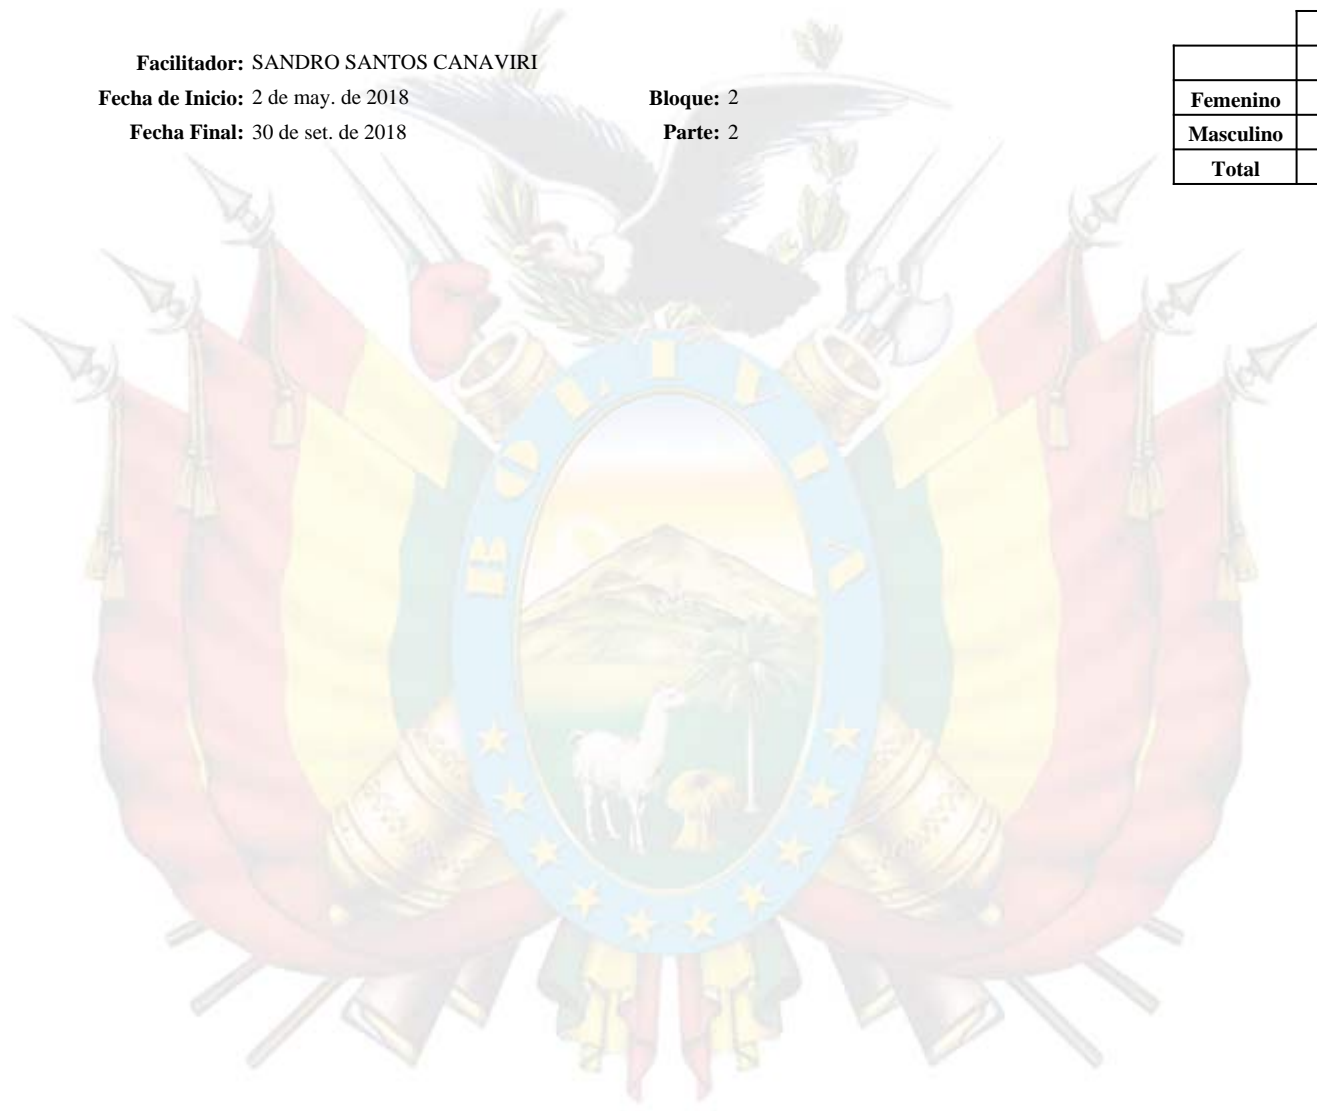 Facilitador: SANDRO SANTOS CANAVIRI
Fecha de Inicio: 2 de may. de 2018 Bloque: 2
Fecha Final: 30 de set. de 2018 Parte: 2
Femenino
Masculino
Total
BOLIVIA